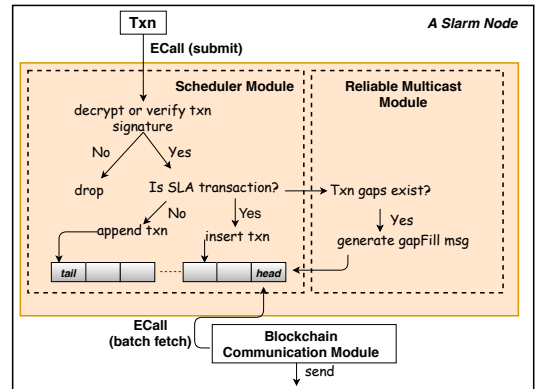 Txn
A Slarm Node
ECall (submit)
Scheduler Module
Reliable Multicast
Module
decrypt or verify txn
signature
No
Yes
drop
Is SLA transaction?
Txn gaps exist?
No
Yes
Yes
append txn
insert txn
generate gapFill msg
tail
head
ECall
(batch fetch)
Blockchain
Communication Module
send